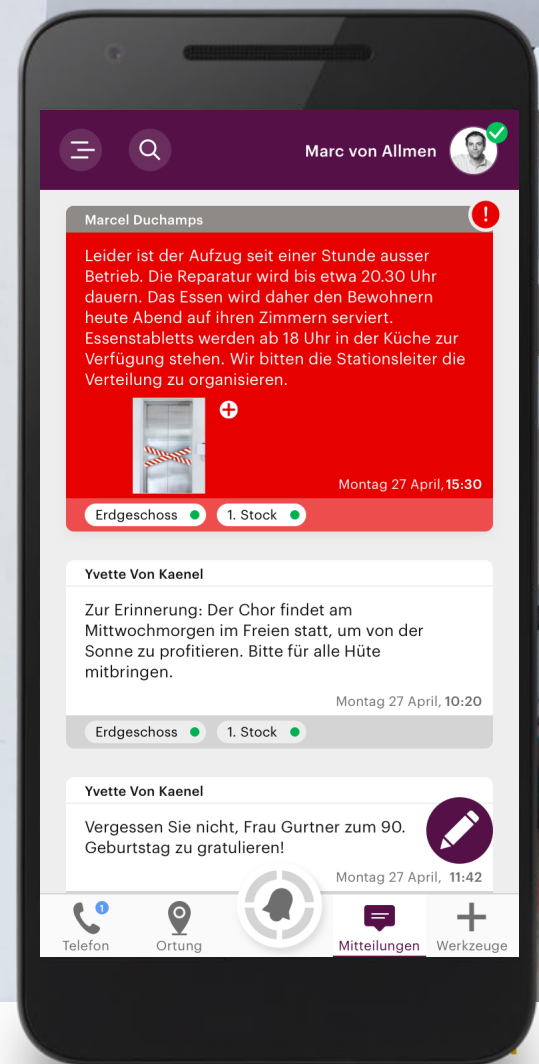 Marc von Allmen
Marcel Duchamps
!
Leider ist der Aufzug seit einer Stunde ausser
Betrieb. Die Reparatur wird bis etwa 20.30 Uhr
dauern. Das Essen wird daher den Bewohnern
heute Abend auf ihren Zimmern serviert.
Essenstabletts werden ab 18 Uhr in der Küche zur
Verfügung stehen. Wir bitten die Stationsleiter die
Verteilung zu organisieren.
Montag 27 April, 15:30
Erdgeschoss 1. Stock
Yvette Von Kaenel
Zur Erinnerung: Der Chor findet am
Mittwochmorgen im Freien statt, um von der
Sonne zu profitieren. Bitte für alle Hüte
mitbringen.
Montag 27 April, 10:20
Erdgeschoss 1. Stock
Yvette Von Kaenel
Vergessen Sie nicht, Frau Gurtner zum 90.
Geburtstag zu gratulieren!
Montag 27 April, 11:42
1
Telefon Ortung Mitteilungen Werkzeuge